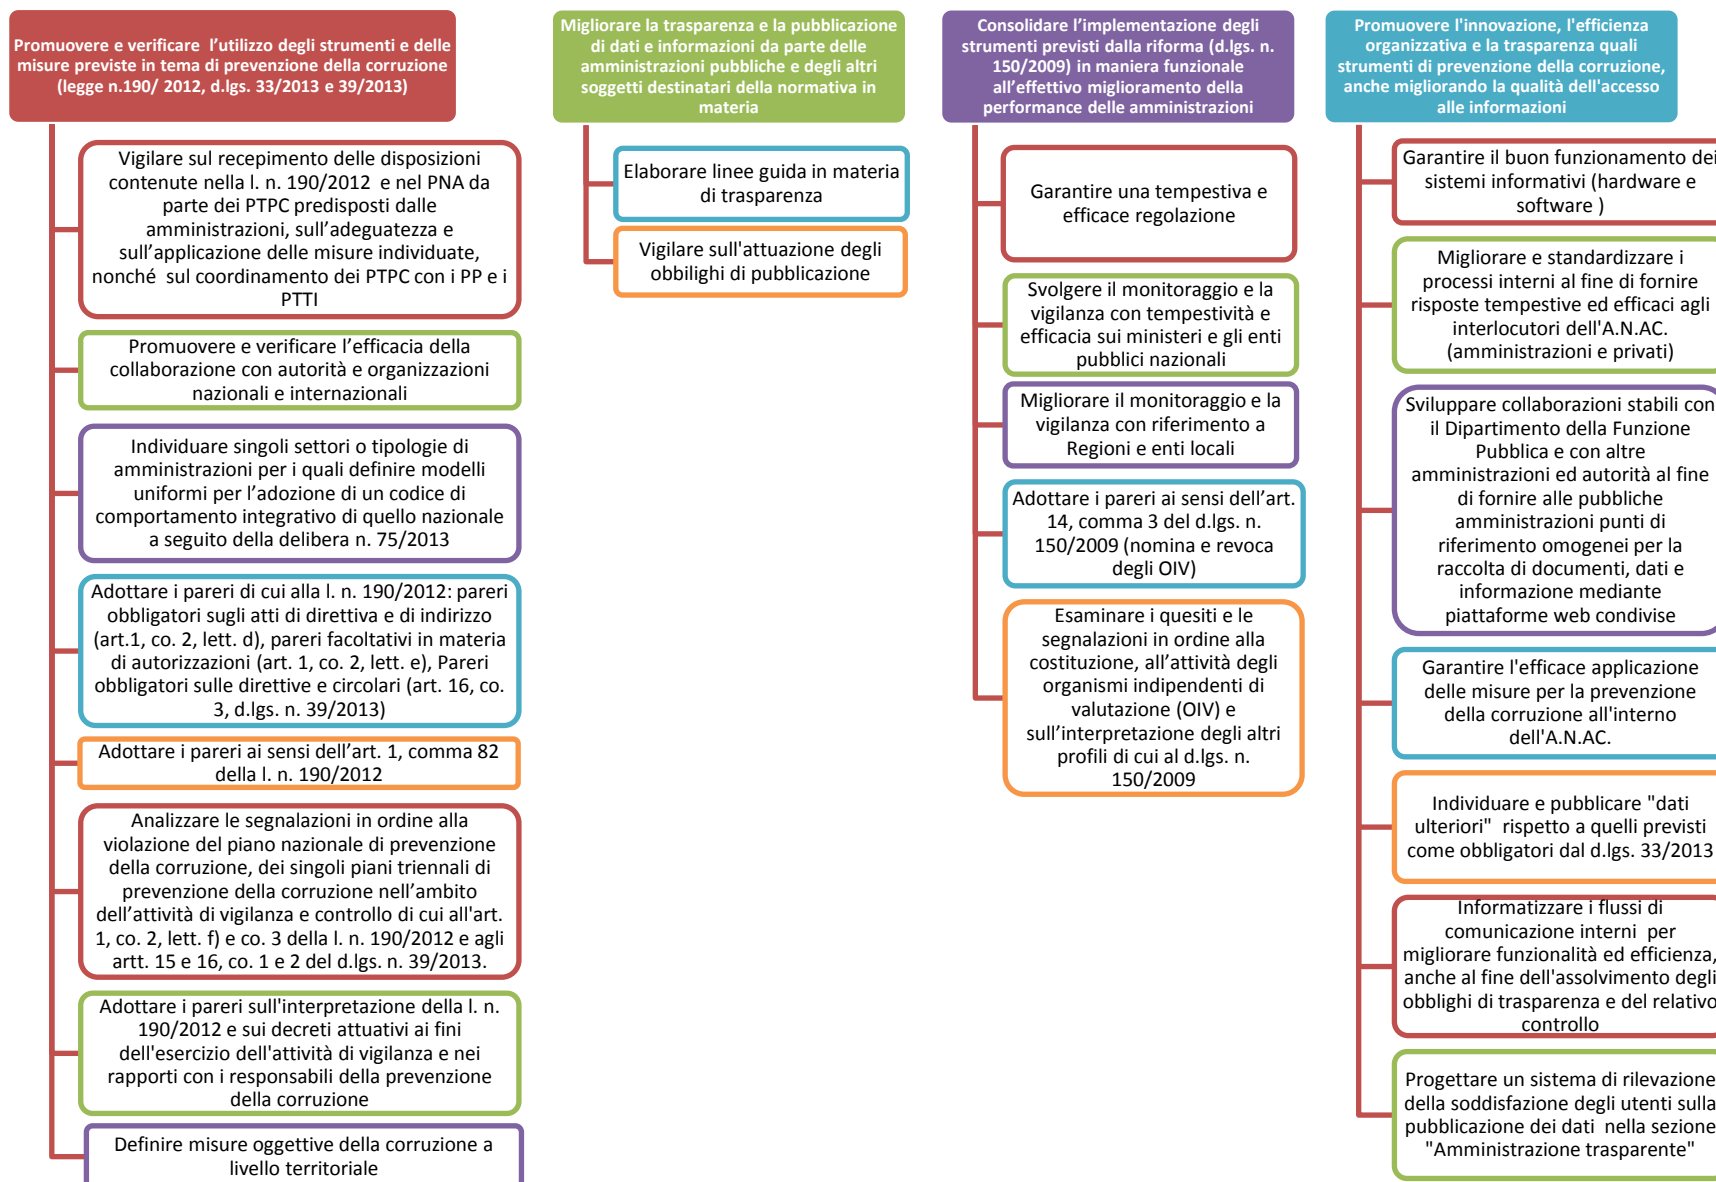 Promuovere e verificare l’utilizzo degli strumenti e delle
misure previste in tema di prevenzione della corruzione
(legge n.190/ 2012, d.lgs. 33/2013 e 39/2013)
Vigilare sul recepimento delle disposizioni
contenute nella l. n. 190/2012 e nel PNA da
parte dei PTPC predisposti dalle
amministrazioni, sull’adeguatezza e
sull’applicazione delle misure individuate,
nonché sul coordinamento dei PTPC con i PP e i
PTTI
Promuovere e verificare l’efficacia della
collaborazione con autorità e organizzazioni
nazionali e internazionali
Individuare singoli settori o tipologie di
amministrazioni per i quali definire modelli
uniformi per l’adozione di un codice di
comportamento integrativo di quello nazionale
a seguito della delibera n. 75/2013
Adottare i pareri di cui alla l. n. 190/2012: pareri
obbligatori sugli atti di direttiva e di indirizzo
(art.1, co. 2, lett. d), pareri facoltativi in materia
di autorizzazioni (art. 1, co. 2, lett. e), Pareri
obbligatori sulle direttive e circolari (art. 16, co.
3, d.lgs. n. 39/2013)
Adottare i pareri ai sensi dell’art. 1, comma 82
della l. n. 190/2012
Analizzare le segnalazioni in ordine alla
violazione del piano nazionale di prevenzione
della corruzione, dei singoli piani triennali di
prevenzione della corruzione nell’ambito
dell’attività di vigilanza e controllo di cui all'art.
1, co. 2, lett. f) e co. 3 della l. n. 190/2012 e agli
artt. 15 e 16, co. 1 e 2 del d.lgs. n. 39/2013.
Adottare i pareri sull'interpretazione della l. n.
190/2012 e sui decreti attuativi ai fini
dell'esercizio dell'attività di vigilanza e nei
rapporti con i responsabili della prevenzione
della corruzione
Definire misure oggettive della corruzione a
livello territoriale
Migliorare la trasparenza e la pubblicazione
di dati e informazioni da parte delle
amministrazioni pubbliche e degli altri
soggetti destinatari della normativa in
materia
Elaborare linee guida in materia
di trasparenza
Vigilare sull'attuazione degli
obbilighi di pubblicazione
Consolidare l’implementazione degli
strumenti previsti dalla riforma (d.lgs. n.
150/2009) in maniera funzionale
all’effettivo miglioramento della
performance delle amministrazioni
Garantire una tempestiva e
efficace regolazione
Svolgere il monitoraggio e la
vigilanza con tempestività e
efficacia sui ministeri e gli enti
pubblici nazionali
Migliorare il monitoraggio e la
vigilanza con riferimento a
Regioni e enti locali
Adottare i pareri ai sensi dell’art.
14, comma 3 del d.lgs. n.
150/2009 (nomina e revoca
degli OIV)
Esaminare i quesiti e le
segnalazioni in ordine alla
costituzione, all’attività degli
organismi indipendenti di
valutazione (OIV) e
sull’interpretazione degli altri
profili di cui al d.lgs. n.
150/2009
Promuovere l'innovazione, l'efficienza
organizzativa e la trasparenza quali
strumenti di prevenzione della corruzione,
anche migliorando la qualità dell'accesso
alle informazioni
Garantire il buon funzionamento dei
sistemi informativi (hardware e
software )
Migliorare e standardizzare i
processi interni al fine di fornire
risposte tempestive ed efficaci agli
interlocutori dell'A.N.AC.
(amministrazioni e privati)
Sviluppare collaborazioni stabili con
il Dipartimento della Funzione
Pubblica e con altre
amministrazioni ed autorità al fine
di fornire alle pubbliche
amministrazioni punti di
riferimento omogenei per la
raccolta di documenti, dati e
informazione mediante
piattaforme web condivise
Garantire l'efficace applicazione
delle misure per la prevenzione
della corruzione all'interno
dell'A.N.AC.
Individuare e pubblicare "dati
ulteriori" rispetto a quelli previsti
come obbligatori dal d.lgs. 33/2013
Informatizzare i flussi di
comunicazione interni per
migliorare funzionalità ed efficienza,
anche al fine dell'assolvimento degli
obblighi di trasparenza e del relativo
controllo
Progettare un sistema di rilevazione
della soddisfazione degli utenti sulla
pubblicazione dei dati nella sezione
"Amministrazione trasparente"